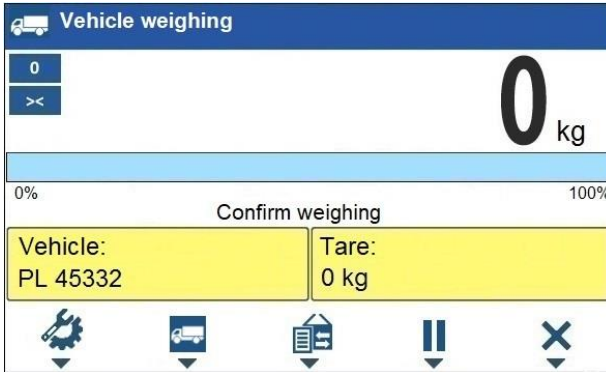 Vehicle weighing
0
><
0 kg
0% 100%
Confirm weighing
Vehicle: Tare:
PL 45332 0 kg